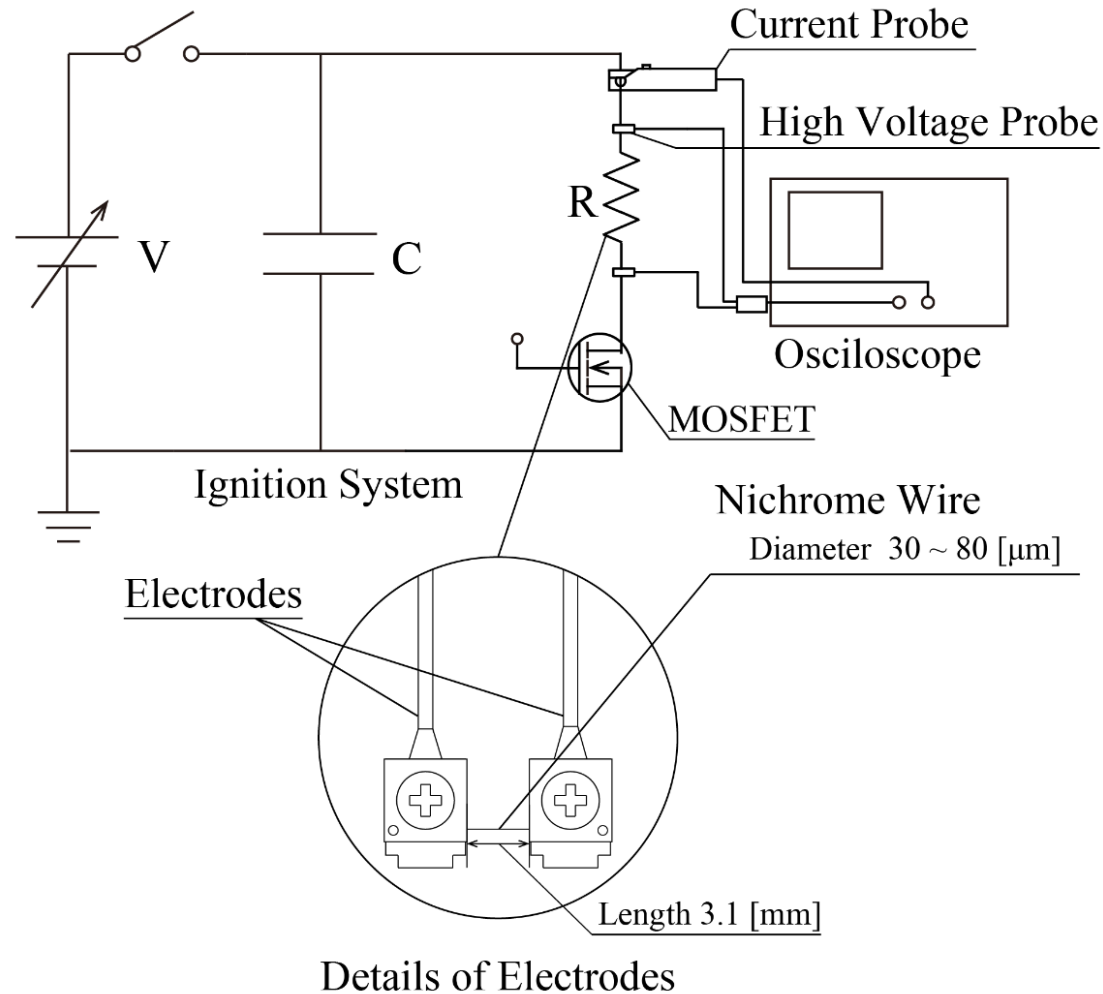 Current Probe
High Voltage Probe
R
V
C
Osciloscope
MOSFET
Ignition System
Nichrome Wire
Diameter 30 ~ 80 [μm]
Electrodes
Length 3.1 [mm]
Details of Electrodes